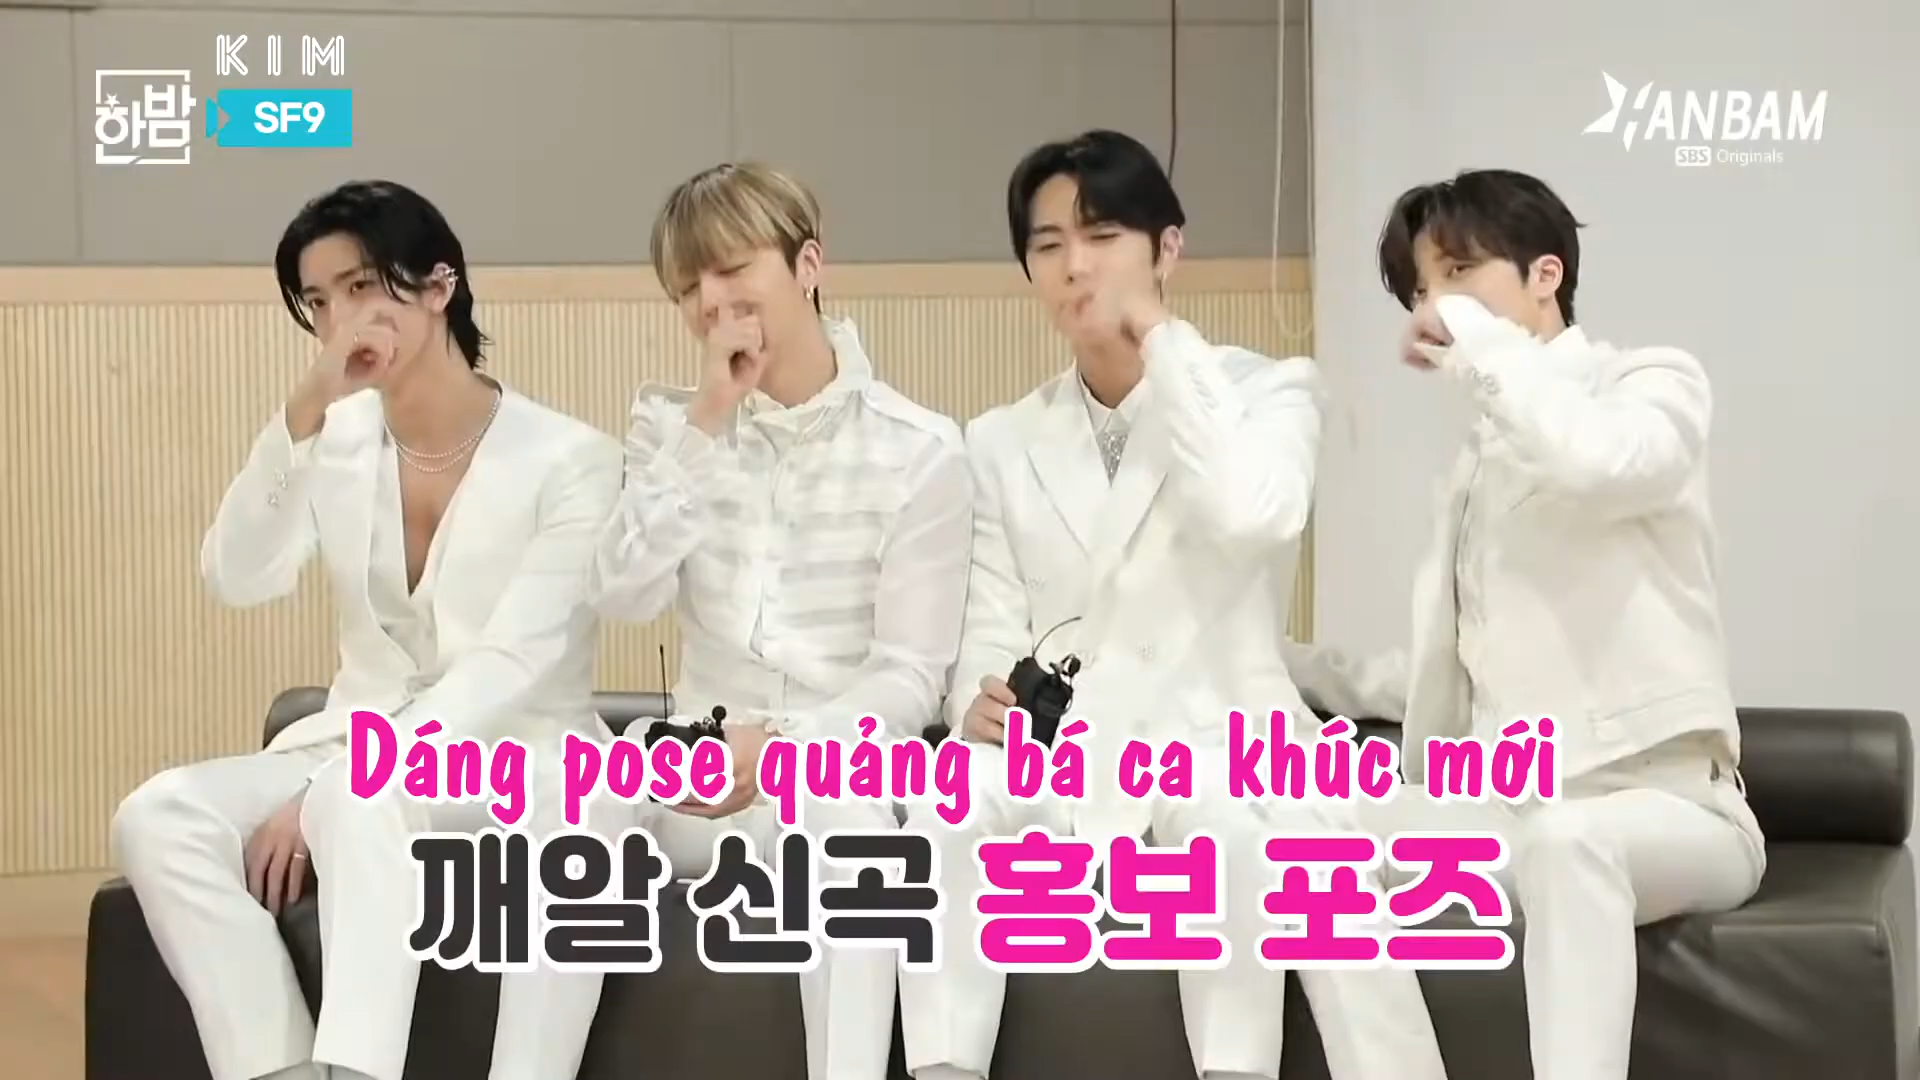 KIM
한밤
SF9
HANBAM
SBS Originals
Dáng pose quảng bá ca khúc mới
깨알 신곡 홍보 포즈